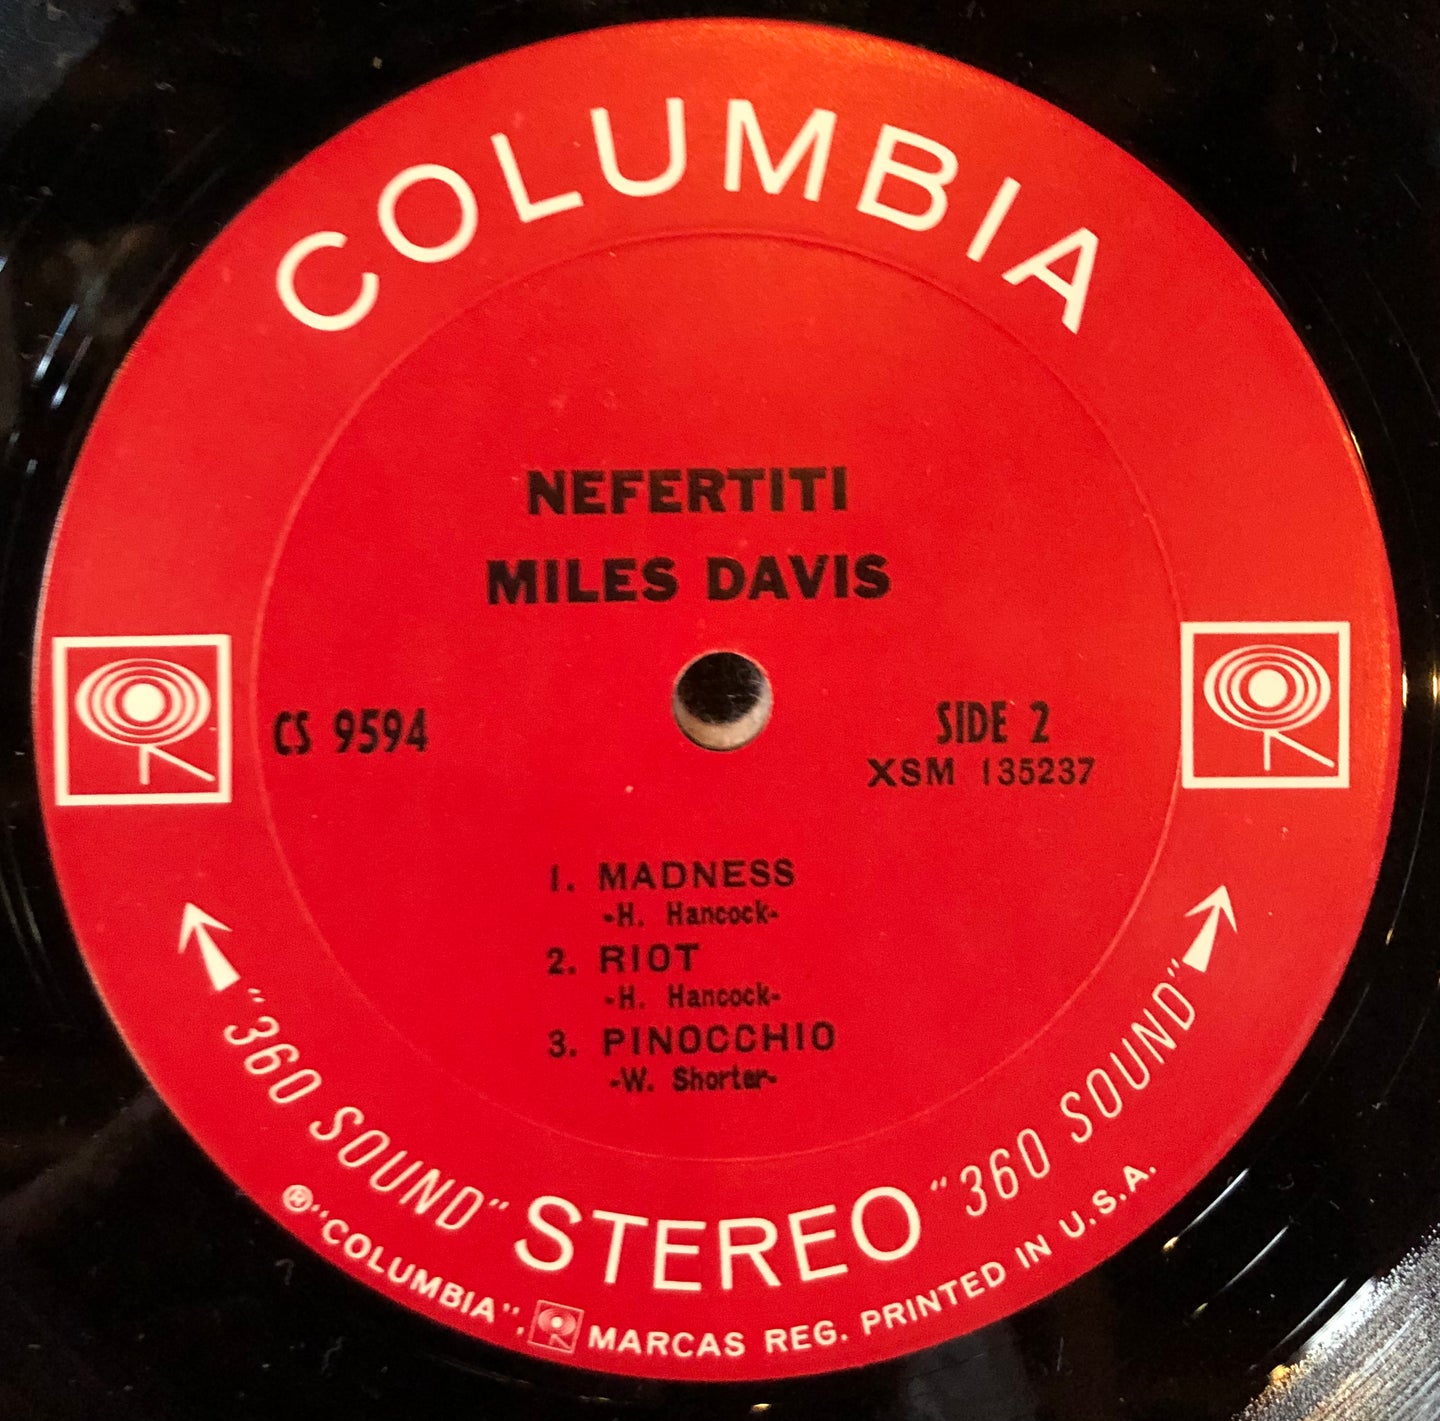 COLUMBIA
NEFERTITI
MILES DAVIS
CS 9594
SIDE 2
XSM 135237
1. MADNESS
-H. Hancock-
2. RIOT
-H. Hancock-
3. PINOCCHIO
-W. Shorter-
"360 SOUND" STEREO "360 SOUND"
® "COLUMBIA", MARCAS REG. PRINTED IN U.S.A.